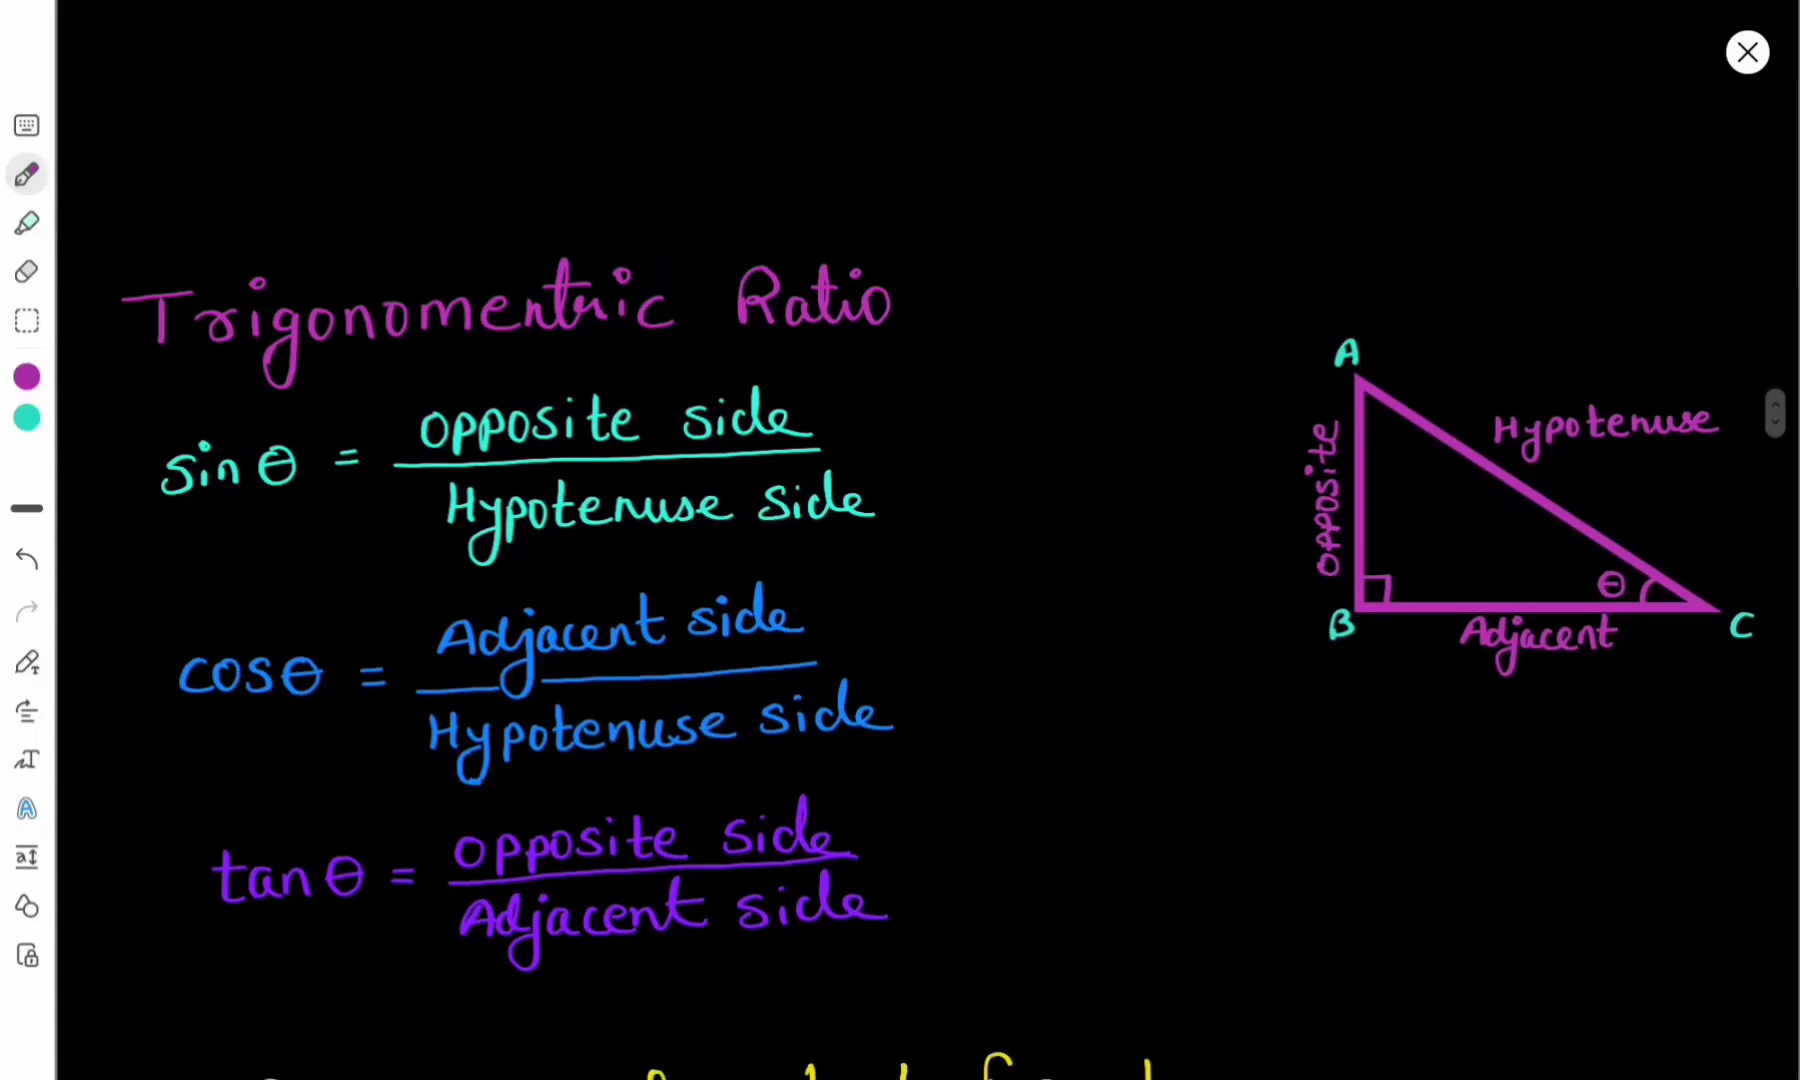 Trigonomentric Ratio
sin θ = opposite side
Hypotenuse side
cos θ = Adjacent side
Hypotenuse side
tan θ = opposite side
Adjacent side
A
Hypotenuse
opposite
θ
B
Adjacent
C